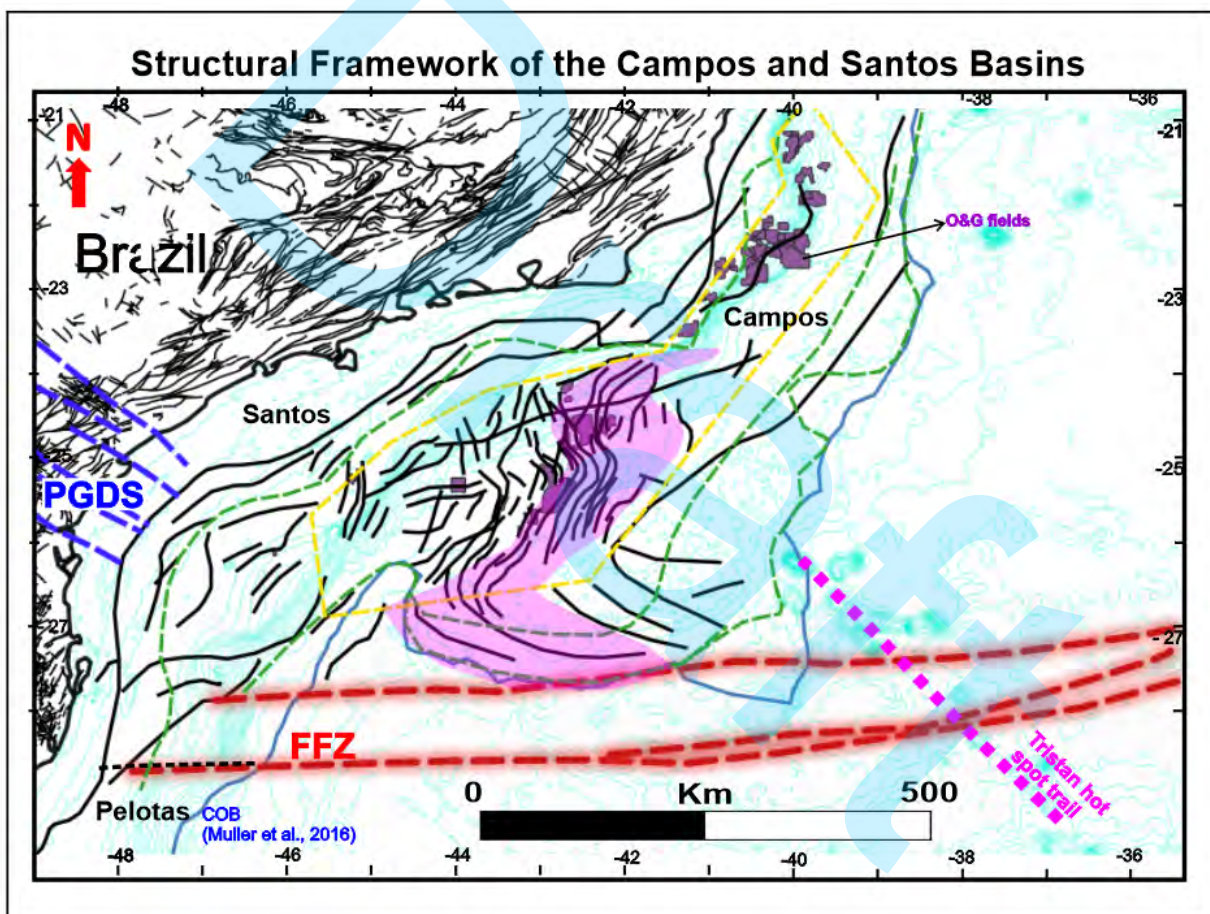 Structural Framework of the Campos and Santos Basins
-48 -46 -44 -42 -40 -38 -36
-21 -21
N
Brazil
O&G fields
-23 -23
Campos
Santos
-25 -25
PGDS
-27 -27
FFZ
Tristan hot
spot trail
0 Km 500
Pelotas
COB
(Muller et al., 2016)
-48 -46 -44 -42 -40 -38 -36